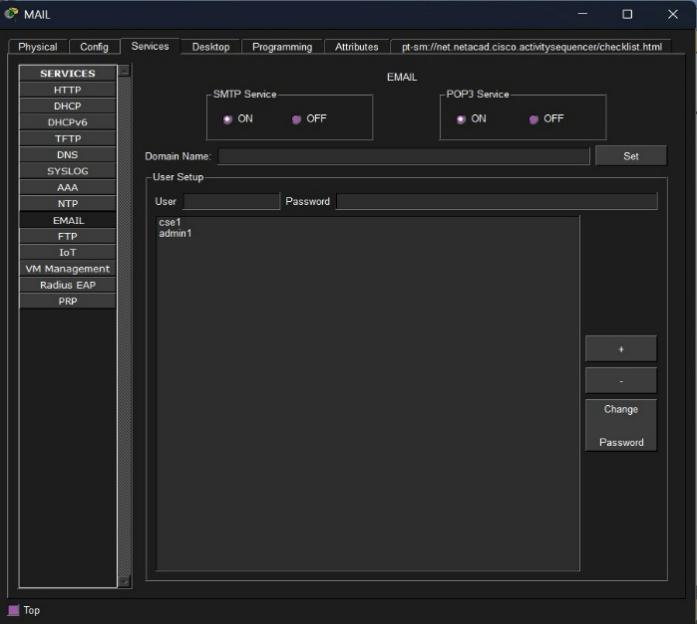 MAIL
Physical Config Services Desktop Programming Attributes pt-sm://net.netacad.cisco.activitysequencer/checklist.html
SERVICES
HTTP
DHCP
DHCPv6
TFTP
DNS
SYSLOG
AAA
NTP
EMAIL
FTP
IoT
VM Management
Radius EAP
PRP
EMAIL
SMTP Service
ON OFF
POP3 Service
ON OFF
Domain Name: Set
User Setup
User Password
cse1
admin1
+
-
Change
Password
Top